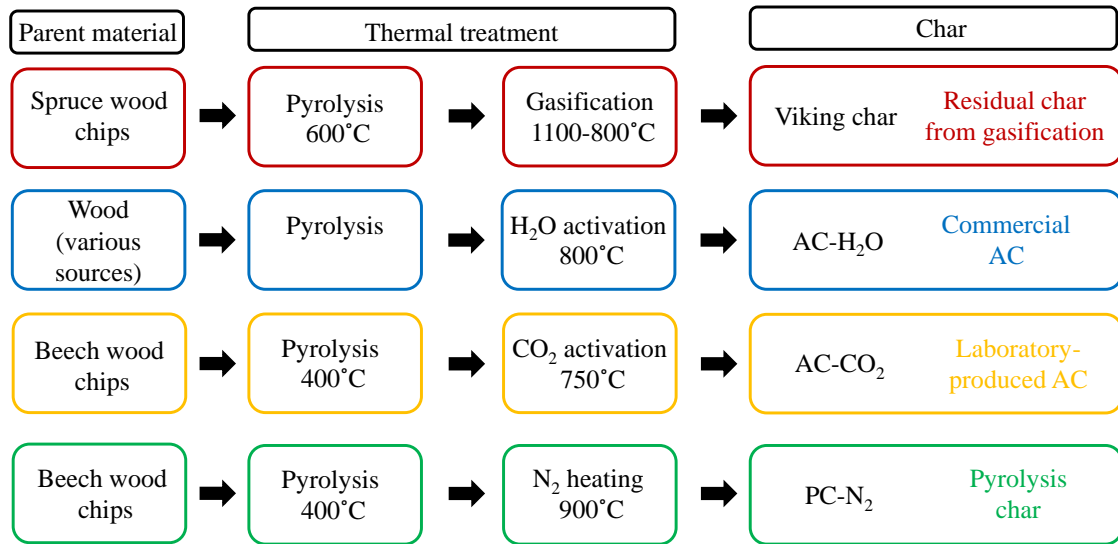 Parent material
Thermal treatment
Char
Spruce wood
chips
Pyrolysis
600˚C
Gasification
1100-800˚C
Viking char
Residual char
from gasification
Wood
(various
sources)
Pyrolysis
H₂O activation
800˚C
AC-H₂O
Commercial
AC
Beech wood
chips
Pyrolysis
400˚C
CO₂ activation
750˚C
AC-CO₂
Laboratory-
produced AC
Beech wood
chips
Pyrolysis
400˚C
N₂ heating
900˚C
PC-N₂
Pyrolysis
char